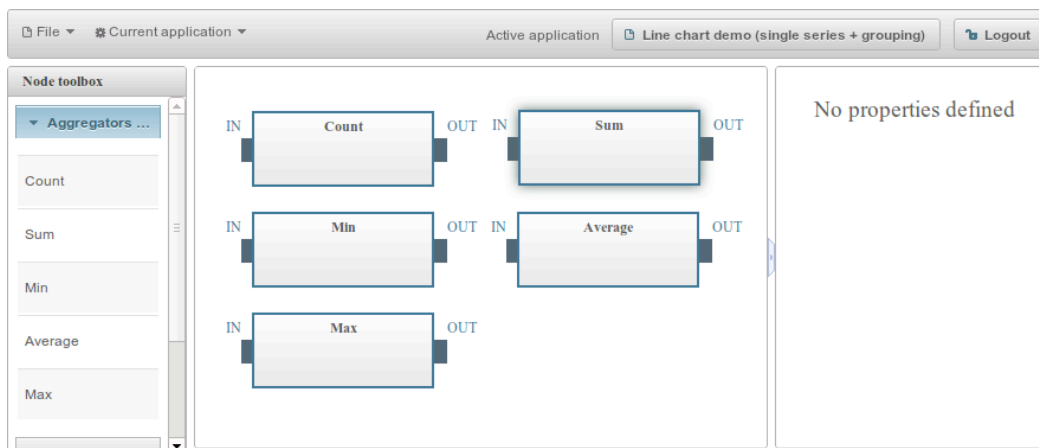 File Current application Active application Line chart demo (single series + grouping) Logout
Node toolbox
Aggregators ...
Count
Sum
Min
Average
Max
IN Count OUT IN Sum OUT
IN Min OUT IN Average OUT
IN Max OUT
No properties defined